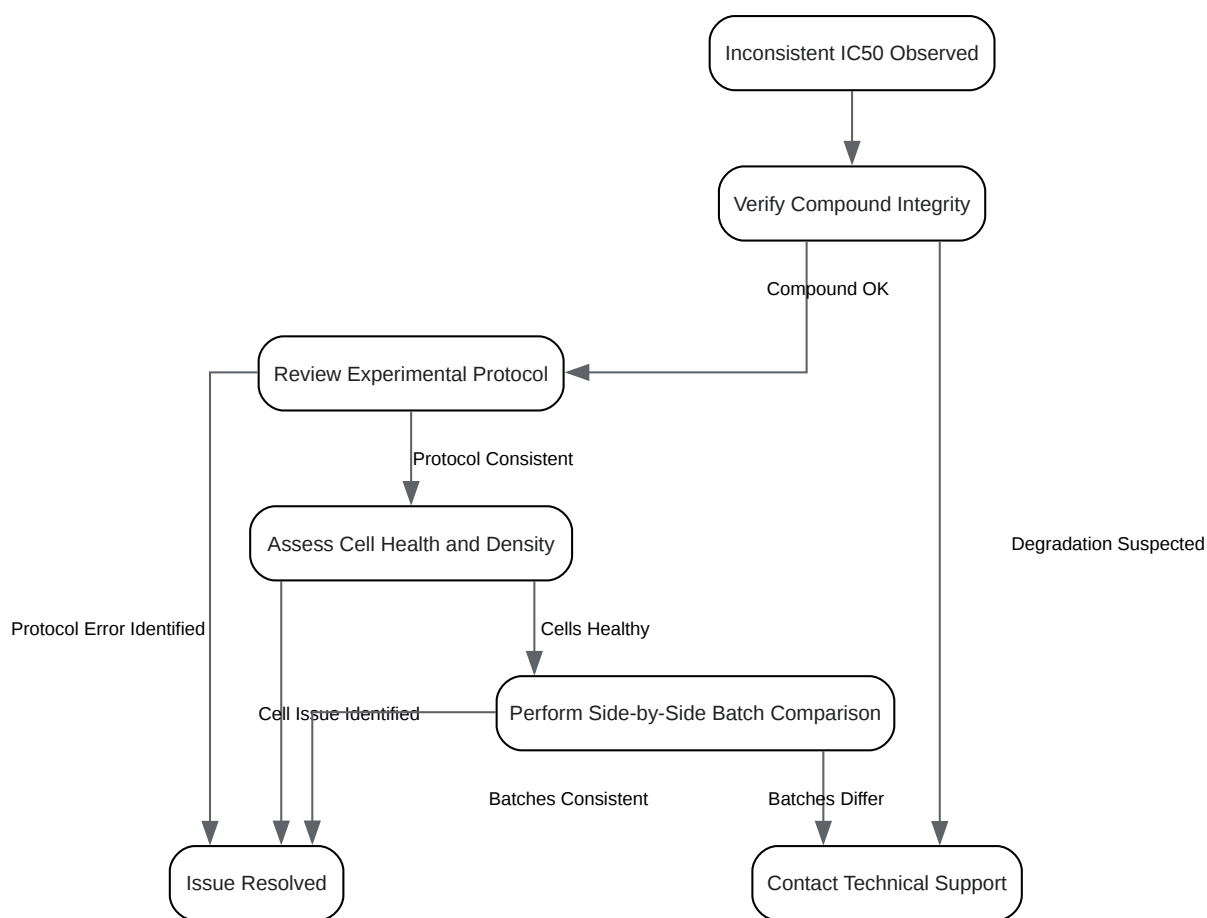 Inconsistent IC50 Observed
Verify Compound Integrity
Compound OK
Review Experimental Protocol
Protocol Consistent
Assess Cell Health and Density
Degradation Suspected
Protocol Error Identified
Cells Healthy
Cell Issue Identified
Perform Side-by-Side Batch Comparison
Batches Consistent
Batches Differ
Issue Resolved
Contact Technical Support